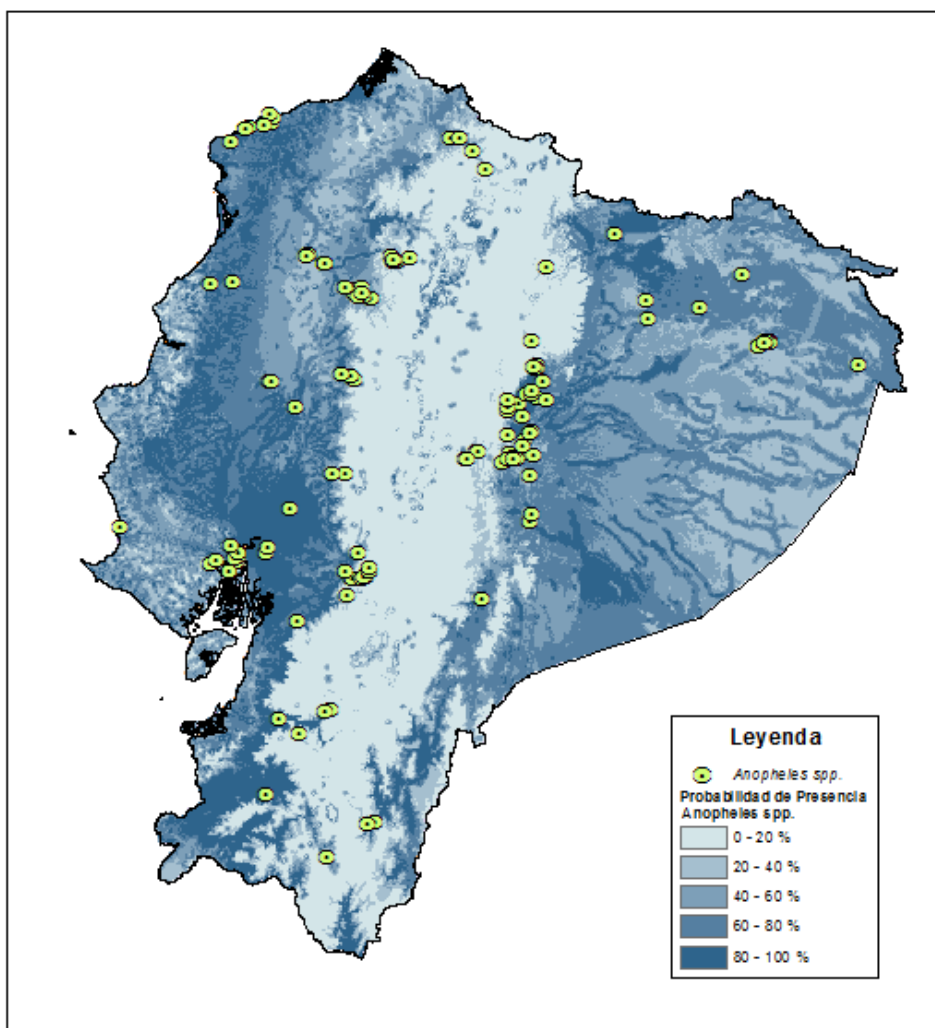 Leyenda
Anopheles spp.
Probabilidad de Presencia
Anopheles spp.
0 - 20 %
20 - 40 %
40 - 60 %
60 - 80 %
80 - 100 %